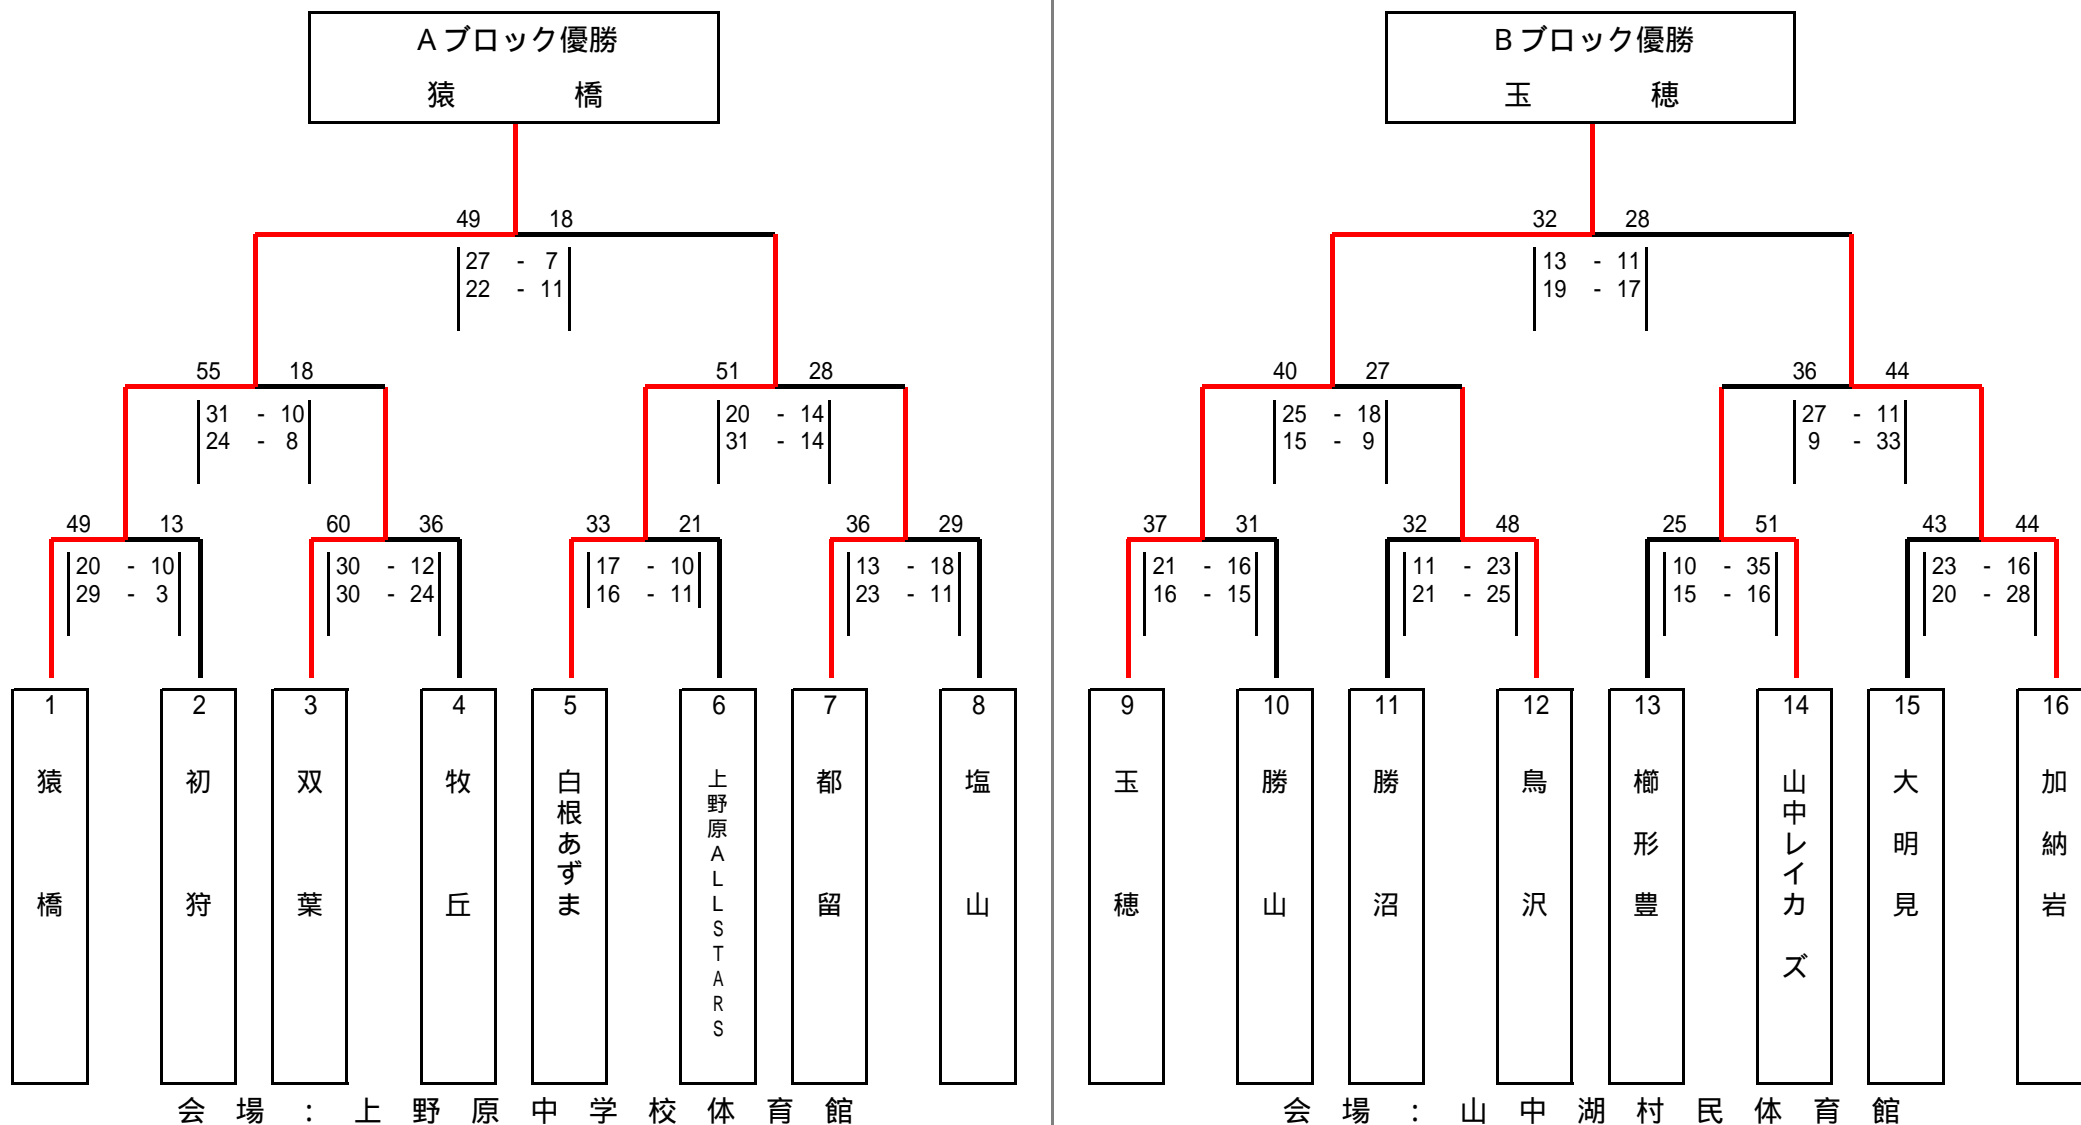 Aブロック優勝
猿橋
49 18
27 - 7
22 - 11
55 18
31 - 10
24 - 8
51 28
20 - 14
31 - 14
49 13
20 - 10
29 - 3
60 36
30 - 12
30 - 24
33 21
17 - 10
16 - 11
36 29
13 - 18
23 - 11
1 猿橋
2 初狩
3 双葉
4 牧丘
5 白根あずま
6 上野原ALLSTARS
7 都留
8 塩山
会場:上野原中学校体育館
Bブロック優勝
玉穂
32 28
13 - 11
19 - 17
40 27
25 - 18
15 - 9
36 44
27 - 11
9 - 33
37 31
21 - 16
16 - 15
32 48
11 - 23
21 - 25
25 51
10 - 35
15 - 16
43 44
23 - 16
20 - 28
9 玉穂
10 勝山
11 勝沼
12 鳥沢
13 櫛形豊
14 山中レイカズ
15 大明見
16 加納岩
会場:山中湖村民体育館